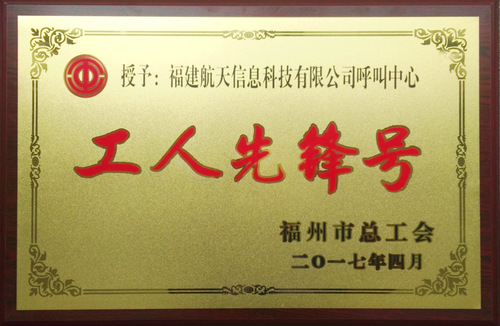 授予：福建航天信息科技有限公司呼叫中心
工人先锋号
福州市总工会
二〇一七年四月